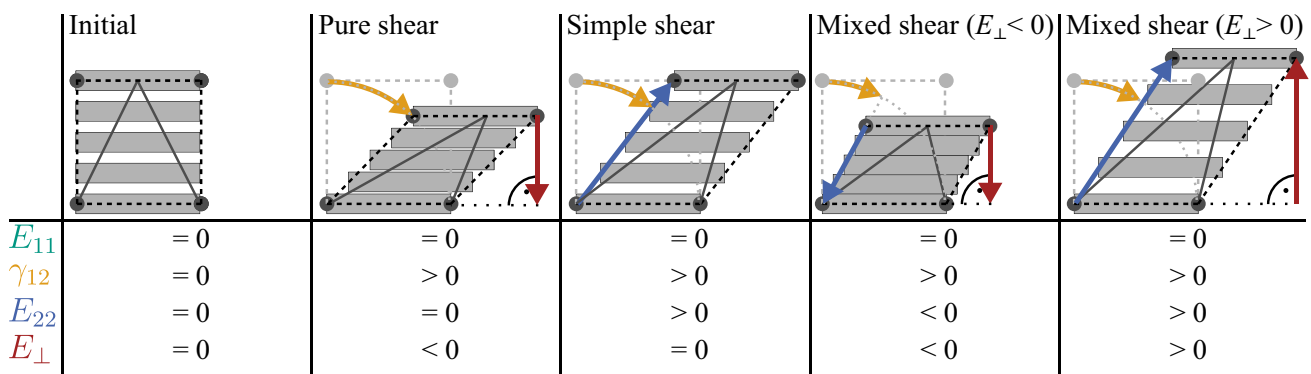 Initial Pure shear Simple shear Mixed shear (E⊥< 0) Mixed shear (E⊥> 0)
E11 = 0 = 0 = 0 = 0 = 0
γ12 = 0 > 0 > 0 > 0 > 0
E22 = 0 = 0 > 0 < 0 > 0
E⊥ = 0 < 0 = 0 < 0 > 0